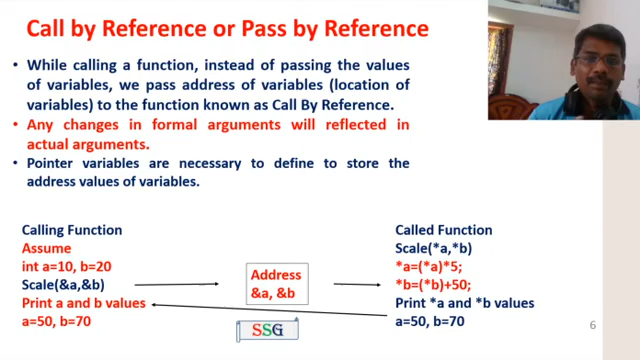 Call by Reference or Pass by Reference
• While calling a function, instead of passing the values
of variables, we pass address of variables (location of
variables) to the function known as Call By Reference.
• Any changes in formal arguments will reflected in
actual arguments.
• Pointer variables are necessary to define to store the
address values of variables.
Calling Function
Assume
int a=10, b=20
Scale(&a,&b)
Print a and b values
a=50, b=70
Address
&a, &b
SSG
Called Function
Scale(*a,*b)
*a=(*a)*5;
*b=(*b)+50;
Print *a and *b values
a=50, b=70
6